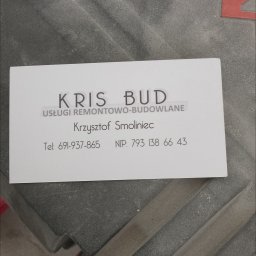 KRIS BUD
USŁUGI REMONTOWO-BUDOWLANE
Krzysztof Smoliniec
Tel: 691-937-865 NIP 793 138 66 43